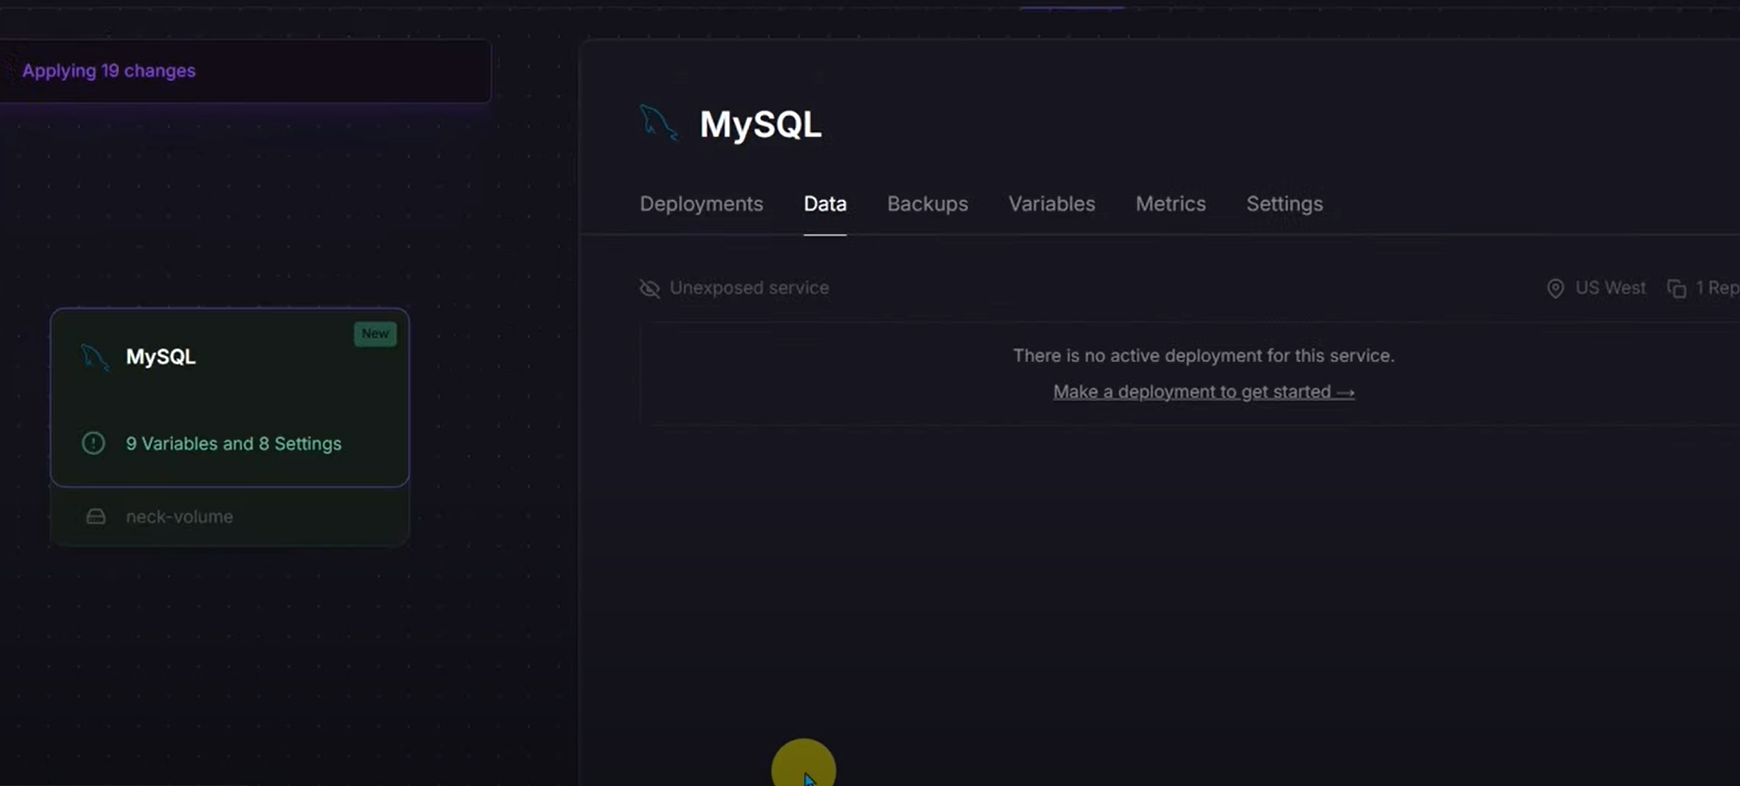 Applying 19 changes
MySQL
Deployments Data Backups Variables Metrics Settings
Unexposed service US West 1
There is no active deployment for this service.
Make a deployment to get started →
New
MySQL
9 Variables and 8 Settings
neck-volume